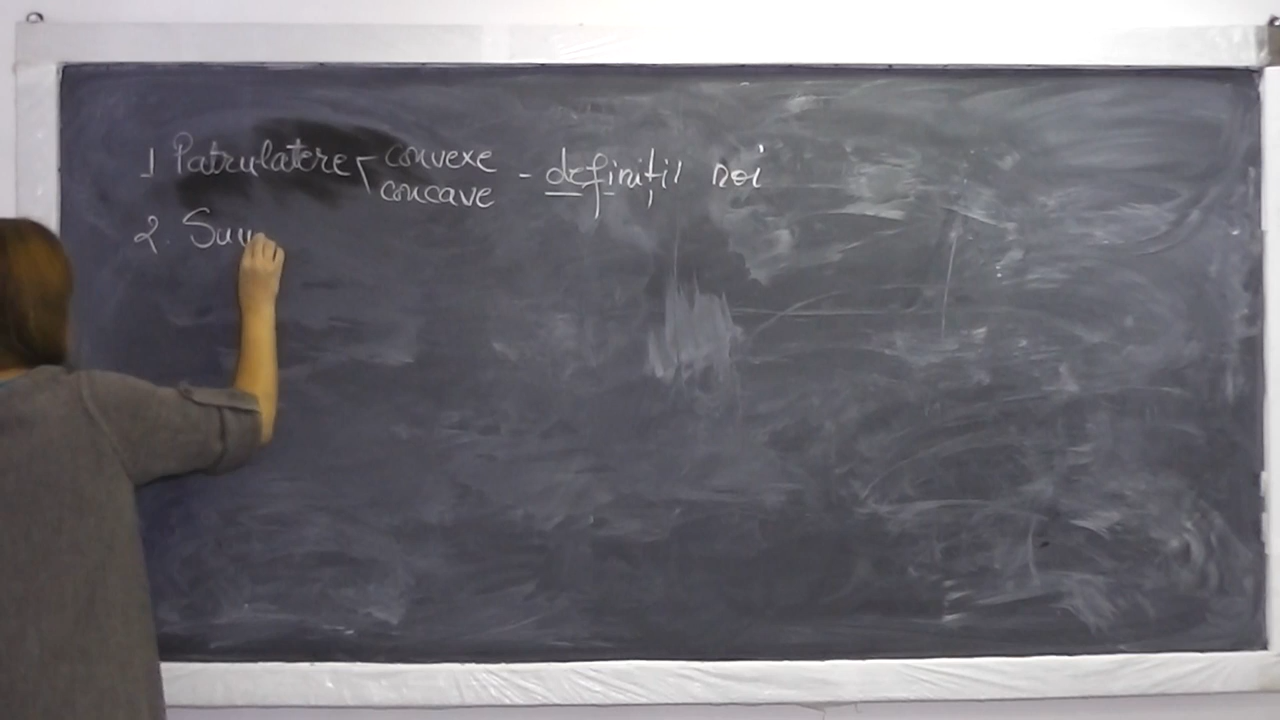 1 Patrulatere convexe - definiții noi
concave
2. Sum